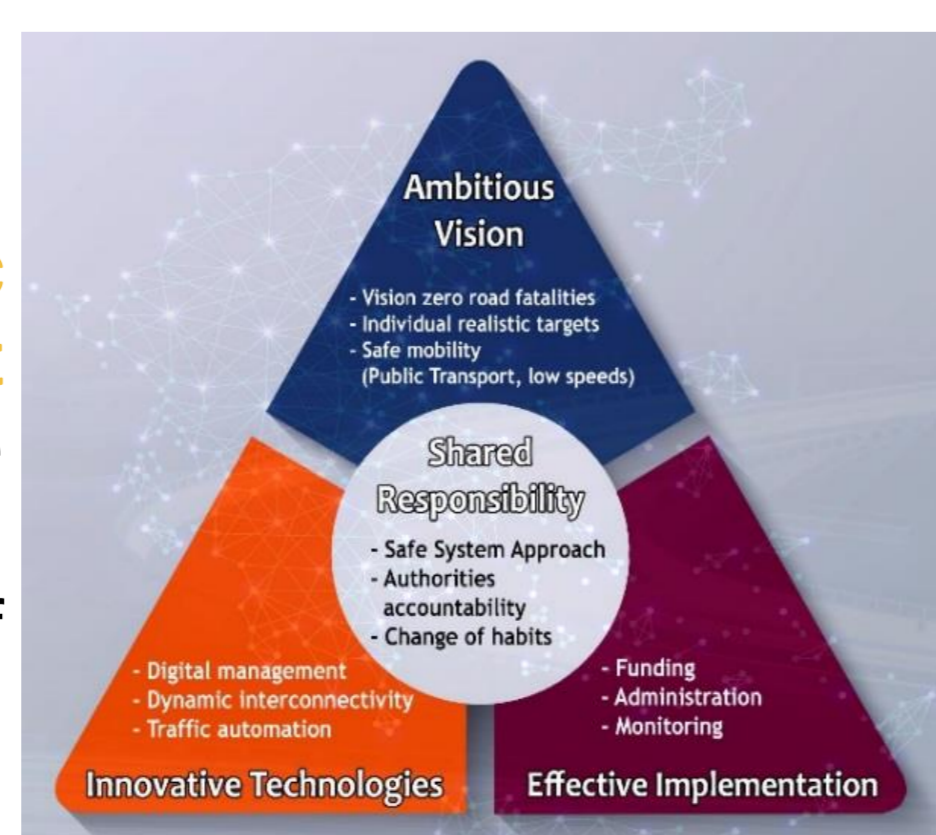 Ambitious
Vision
- Vision zero road fatalities
- Individual realistic targets
- Safe mobility
(Public Transport, low speeds)
Shared
Responsibility
- Safe System Approach
- Authorities
accountability
- Change of habits
- Digital management
- Dynamic interconnectivity
- Traffic automation
Innovative Technologies
- Funding
- Administration
- Monitoring
Effective Implementation